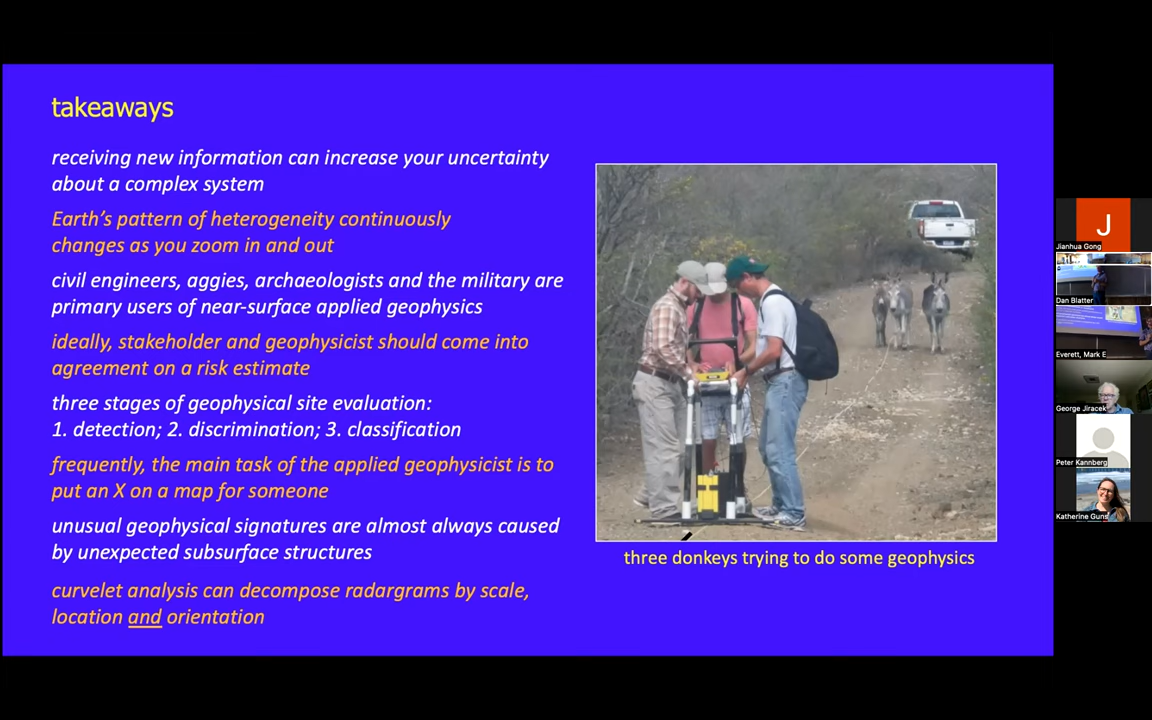 takeaways
receiving new information can increase your uncertainty
about a complex system
Earth's pattern of heterogeneity continuously
changes as you zoom in and out
civil engineers, aggies, archaeologists and the military are
primary users of near-surface applied geophysics
ideally, stakeholder and geophysicist should come into
agreement on a risk estimate
three stages of geophysical site evaluation:
1. detection; 2. discrimination; 3. classification
frequently, the main task of the applied geophysicist is to
put an X on a map for someone
unusual geophysical signatures are almost always caused
by unexpected subsurface structures
curvelet analysis can decompose radargrams by scale,
location and orientation
three donkeys trying to do some geophysics
J
Jianhua Gong
Dan Blatter
Everett, Mark E
George Jiracek
Peter Kannberg
Katherine Guns